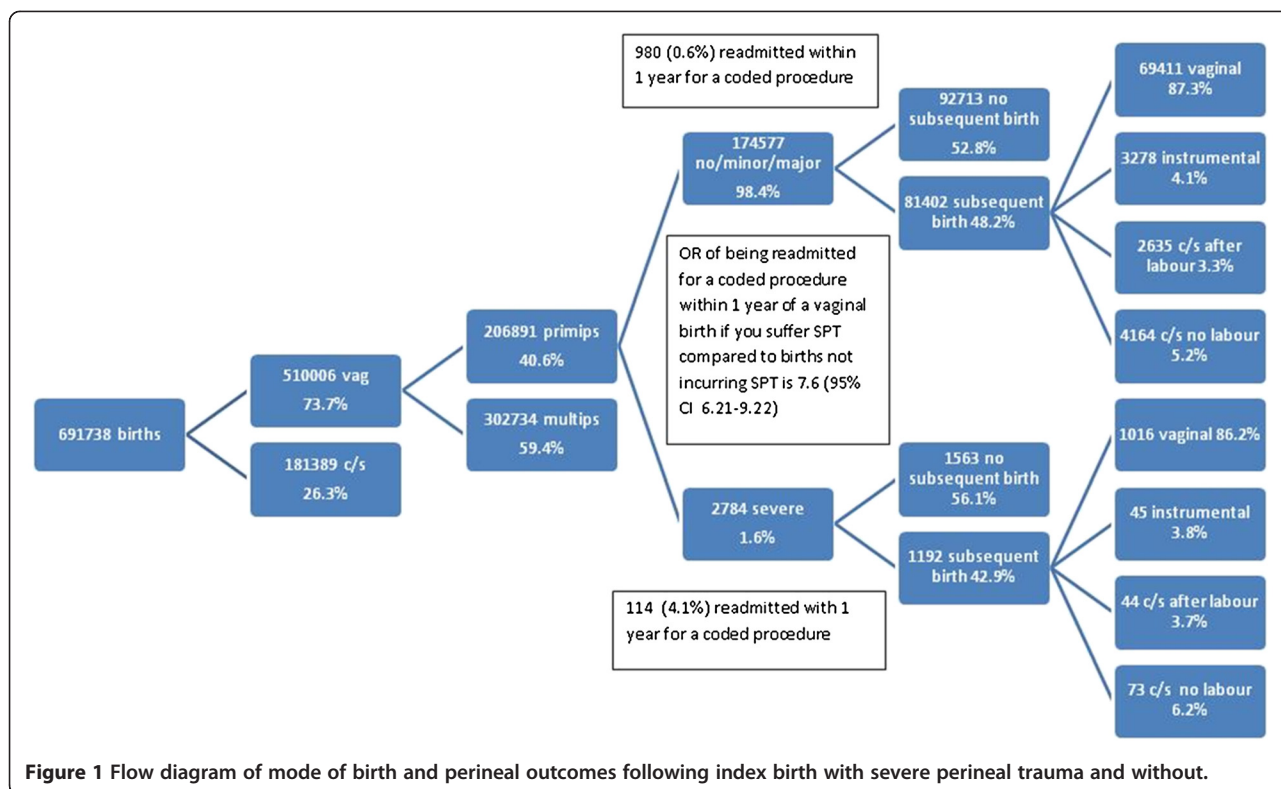 980 (0.6%) readmitted within
1 year for a coded procedure
69411 vaginal
87.3%
92713 no
subsequent birth
52.8%
174577
no/minor/major
98.4%
3278 instrumental
4.1%
81402 subsequent
birth 48.2%
2635 c/s after
labour 3.3%
OR of being readmitted
for a coded procedure
within 1 year of a vaginal
birth if you suffer SPT
compared to births not
incurring SPT is 7.6 (95%
CI 6.21-9.22)
4164 c/s no labour
5.2%
206891 primips
40.6%
510006 vag
73.7%
691738 births
302734 multips
59.4%
181389 c/s
26.3%
1016 vaginal 86.2%
1563 no
subsequent birth
56.1%
2784 severe
1.6%
45 instrumental
3.8%
1192 subsequent
birth 42.9%
44 c/s after labour
3.7%
114 (4.1%) readmitted with 1
year for a coded procedure
73 c/s no labour
6.2%
Figure 1 Flow diagram of mode of birth and perineal outcomes following index birth with severe perineal trauma and without.